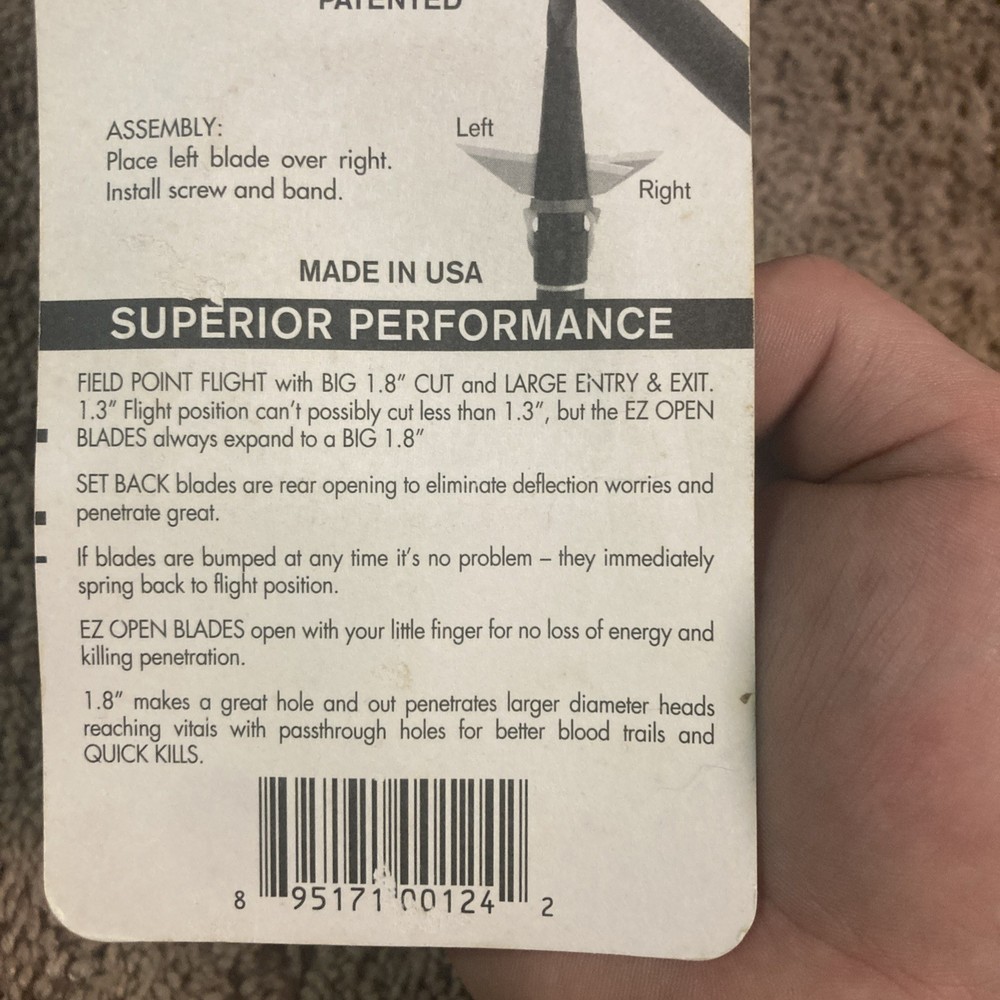 PATENTED
ASSEMBLY:
Place left blade over right.
Install screw and band.
Left
Right
MADE IN USA
SUPERIOR PERFORMANCE
FIELD POINT FLIGHT with BIG 1.8" CUT and LARGE ENTRY & EXIT.
1.3" Flight position can't possibly cut less than 1.3", but the EZ OPEN
BLADES always expand to a BIG 1.8"
SET BACK blades are rear opening to eliminate deflection worries and
penetrate great.
If blades are bumped at any time it's no problem – they immediately
spring back to flight position.
EZ OPEN BLADES open with your little finger for no loss of energy and
killing penetration.
1.8" makes a great hole and out penetrates larger diameter heads
reaching vitais with passthrough holes for better blood trails and
QUICK KILLS.
8 95171 00124 2